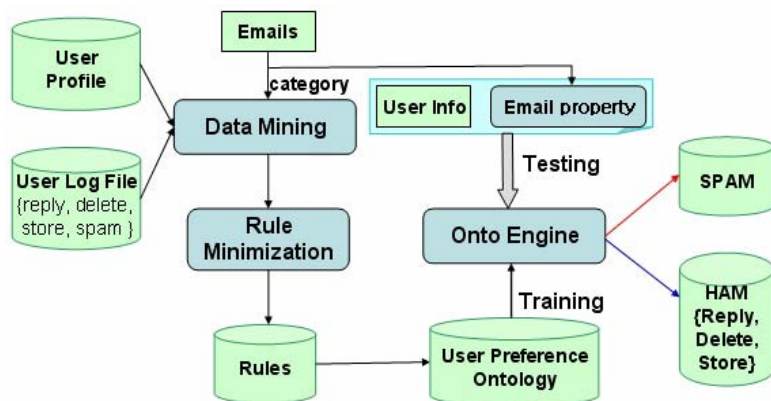 Emails
User
Profile
category
Data Mining
User Info
Email property
User Log File
{reply, delete,
store, spam }
Testing
SPAM
Rule
Minimization
Onto Engine
HAM
{Reply,
Delete,
Store}
Training
Rules
User Preference
Ontology